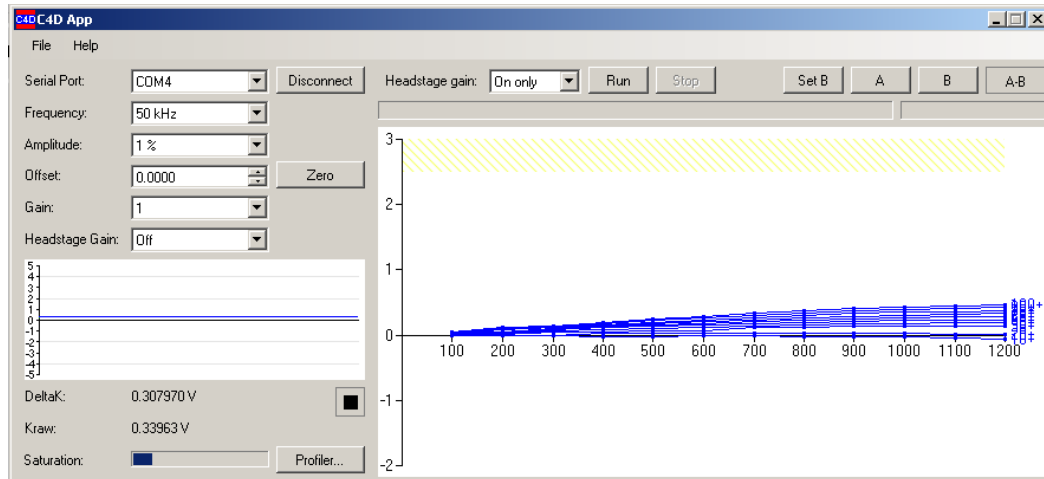 C4D C4D App
File Help
Serial Port: COM4 Disconnect Headstage gain: On only Run Stop Set B A B A-B
Frequency: 50 kHz
Amplitude: 1 %
Offset: 0.0000 Zero
Gain: 1
Headstage Gain: Off
5
4
3
2
1
0
-1
-2
-3
-4
-5
DeltaK: 0.307970 V
Kraw: 0.33963 V
Saturation: Profiler...
3
2
1
0
-1
-2
100 200 300 400 500 600 700 800 900 1000 1100 1200